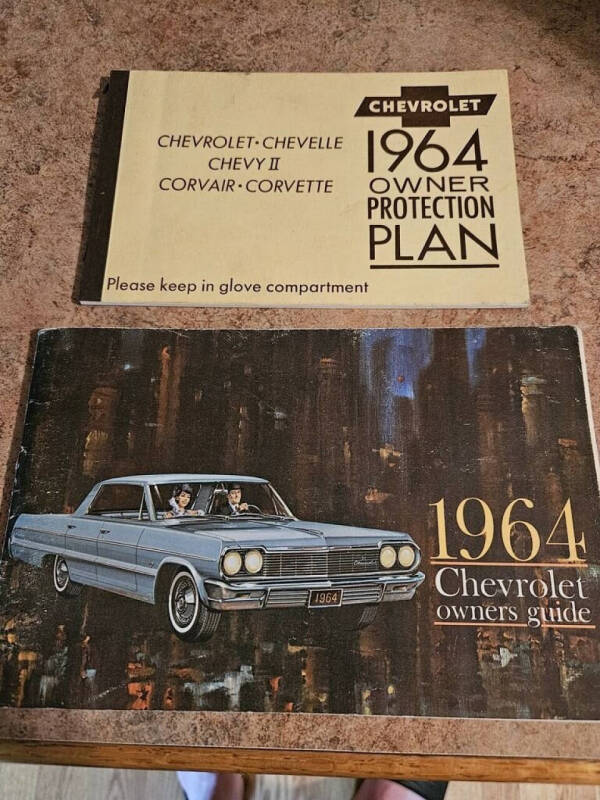 CHEVROLET
CHEVROLET • CHEVELLE
CHEVY II
CORVAIR • CORVETTE
1964
OWNER
PROTECTION
PLAN
Please keep in glove compartment
1964
Chevrolet
owners guide
Chevrolet
1964